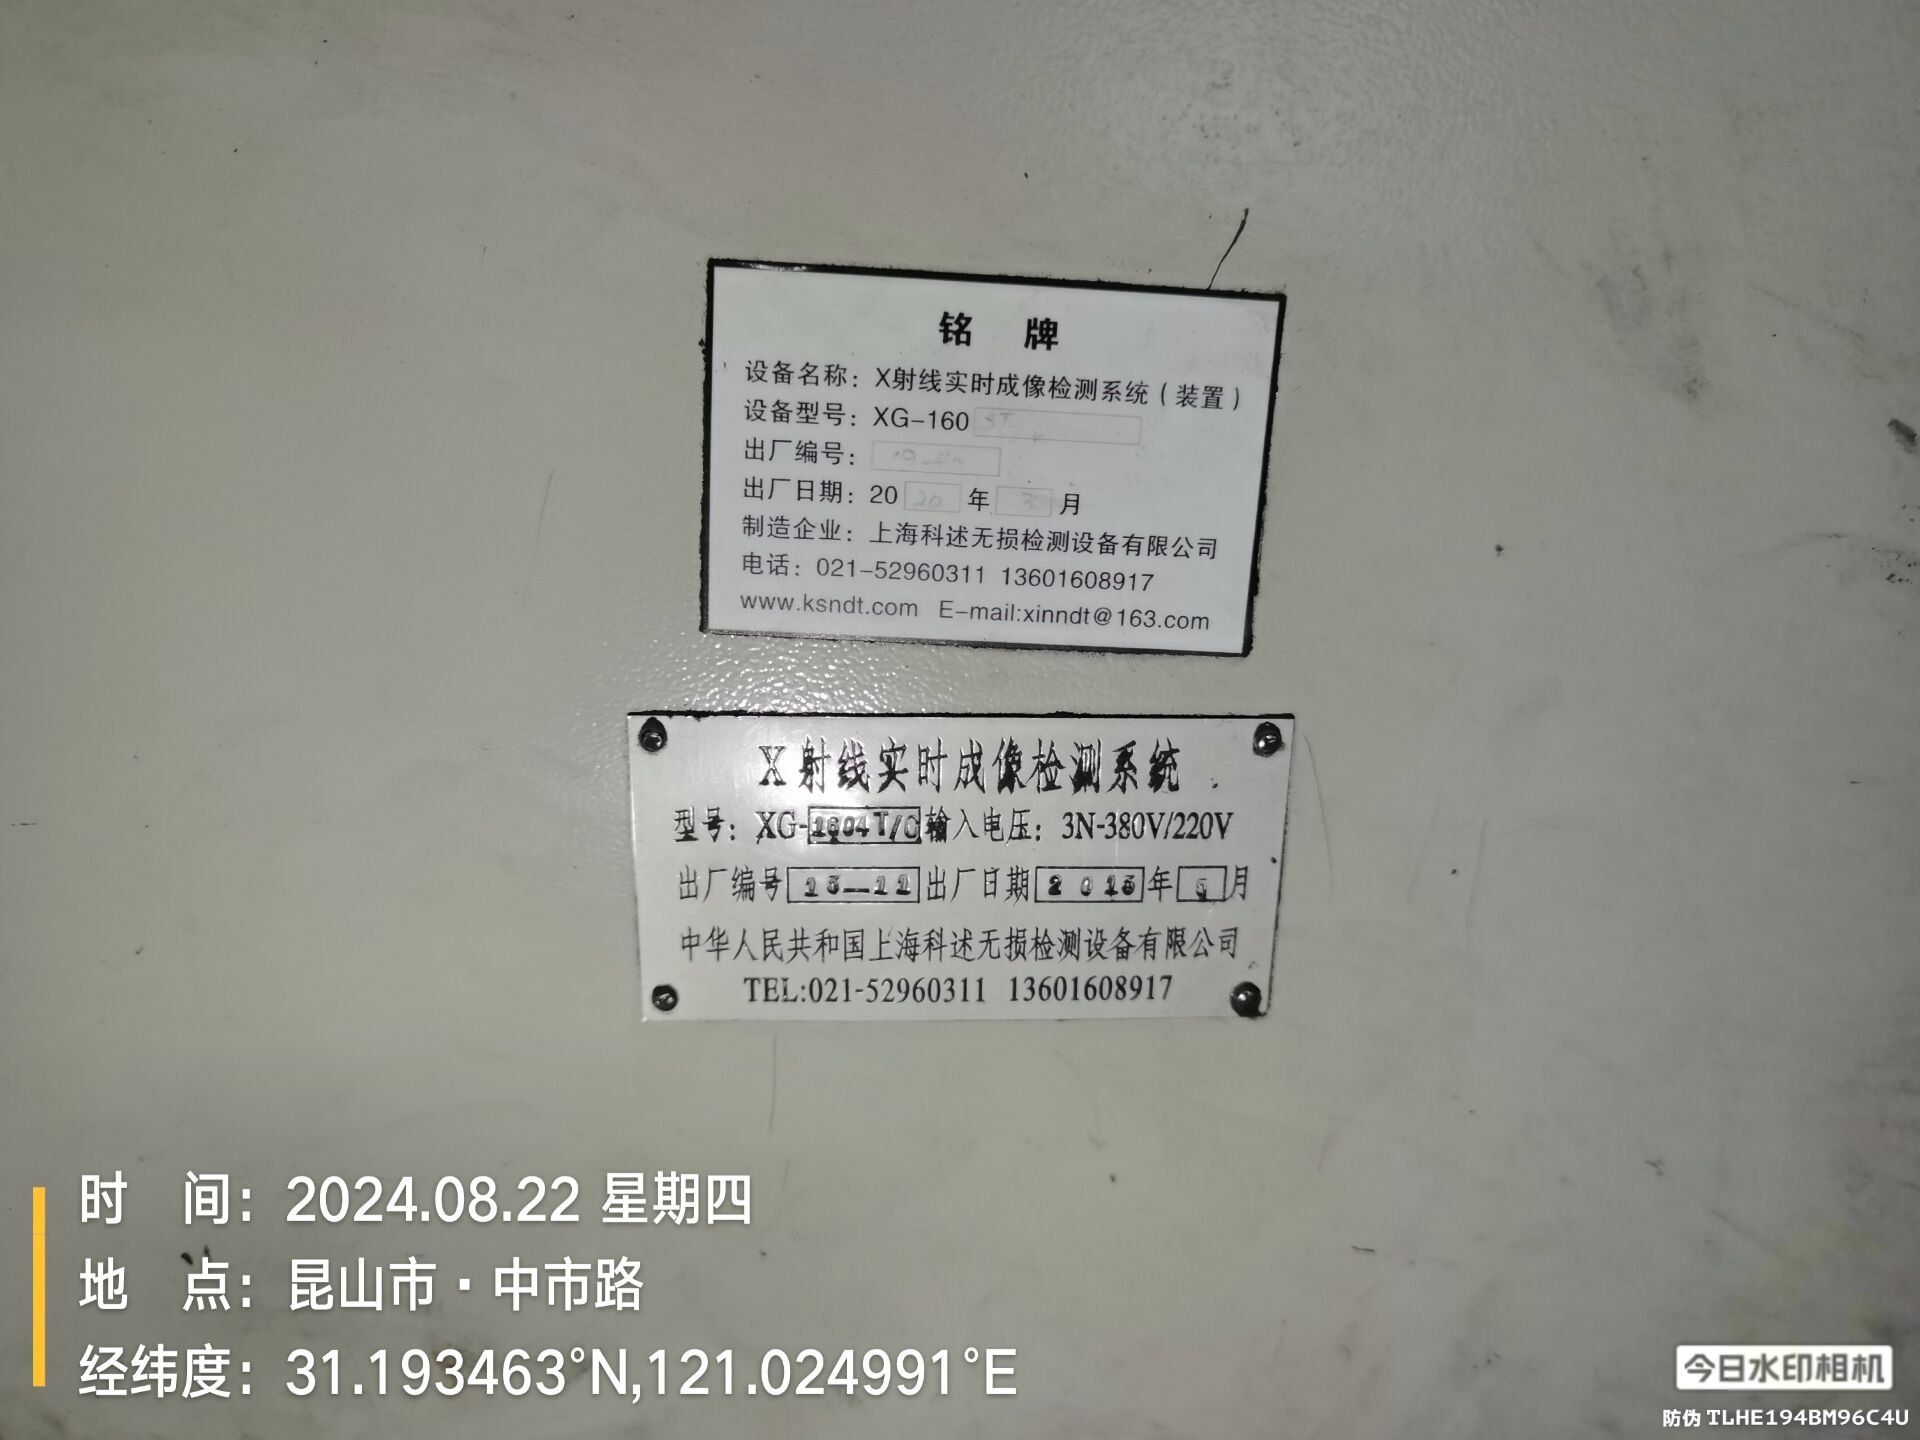 铭 牌
设备名称：X射线实时成像检测系统（装置）
设备型号：XG-160
出厂编号：
出厂日期：20 20 年 3 月
制造企业：上海科述无损检测设备有限公司
电话：021-52960311 13601608917
www.ksndt.com E-mail:xinndt@163.com
X射线实时成像检测系统
型号：XG-1604T/C 输入电压：3N-380V/220V
出厂编号 15-11 出厂日期 2015 年 5 月
中华人民共和国上海科述无损检测设备有限公司
TEL:021-52960311 13601608917
时 间：2024.08.22 星期四
地 点：昆山市·中市路
经纬度：31.193463°N,121.024991°E
今日水印相机
防伪 TLHE194BM96C4U